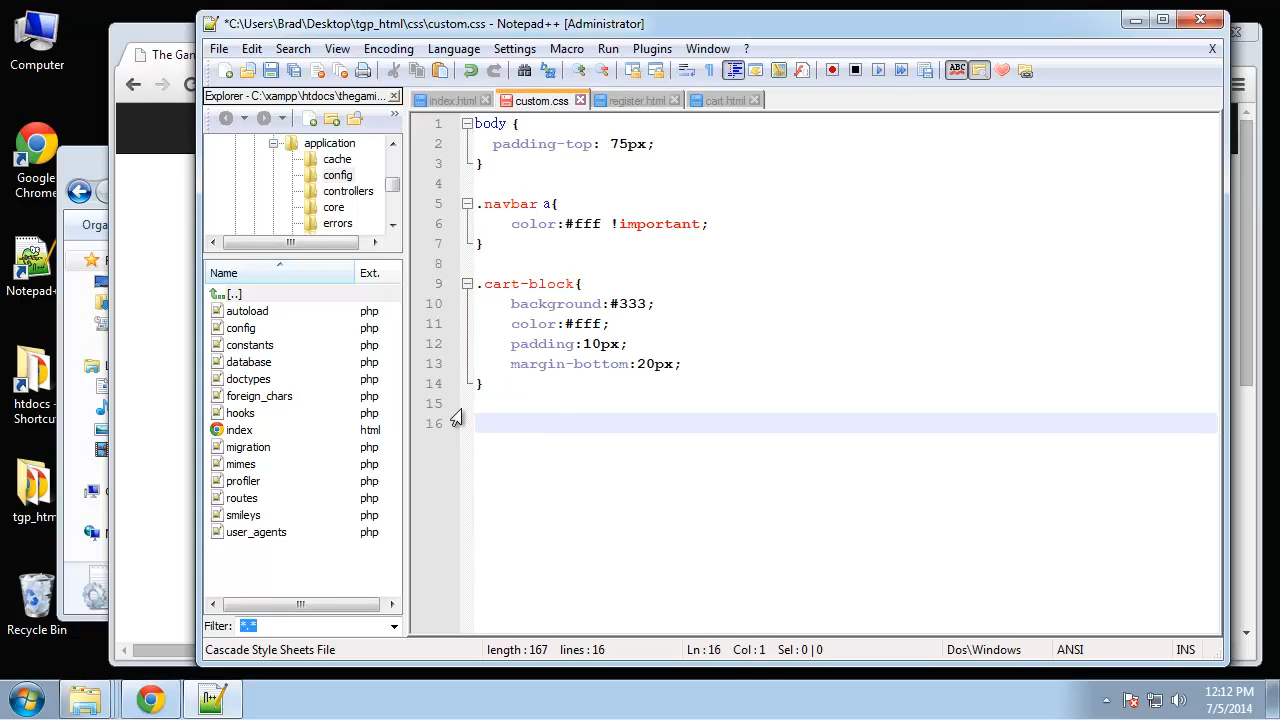 *C:\Users\Brad\Desktop\tgp_html\css\custom.css - Notepad++ [Administrator]
File Edit Search View Encoding Language Settings Macro Run Plugins Window ? X
Computer
Google
Chrome
Notepad+
htdocs -
Shortcut
tgp_htm
Recycle Bin
The Gan
Orga
Explorer - C:\xampp\htdocs\thegami...
application
cache
config
controllers
core
errors
Name Ext.
[..]
autoload php
config php
constants php
database php
doctypes php
foreign_chars php
hooks php
index html
migration php
mimes php
profiler php
routes php
smileys php
user_agents php
Filter: *.*
index.html custom.css register.html cart.html
1 body {
2 padding-top: 75px;
3 }
4
5 .navbar a{
6 color:#fff !important;
7 }
8
9 .cart-block{
10 background:#333;
11 color:#fff;
12 padding:10px;
13 margin-bottom:20px;
14 }
15
16
Cascade Style Sheets File length : 167 lines : 16 Ln : 16 Col : 1 Sel : 0 | 0 Dos\Windows ANSI INS
12:12 PM
7/5/2014